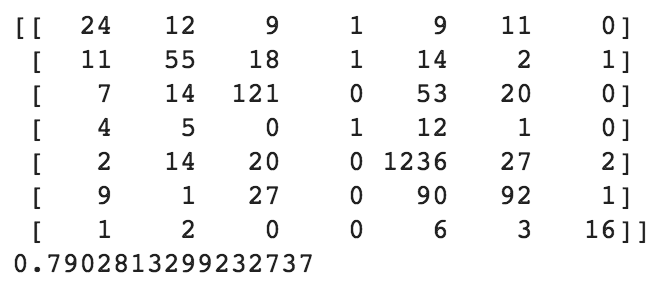 [[ 24 12 9 1 9 11 0]
[ 11 55 18 1 14 2 1]
[ 7 14 121 0 53 20 0]
[ 4 5 0 1 12 1 0]
[ 2 14 20 0 1236 27 2]
[ 9 1 27 0 90 92 1]
[ 1 2 0 0 6 3 16]]
0.7902813299232737